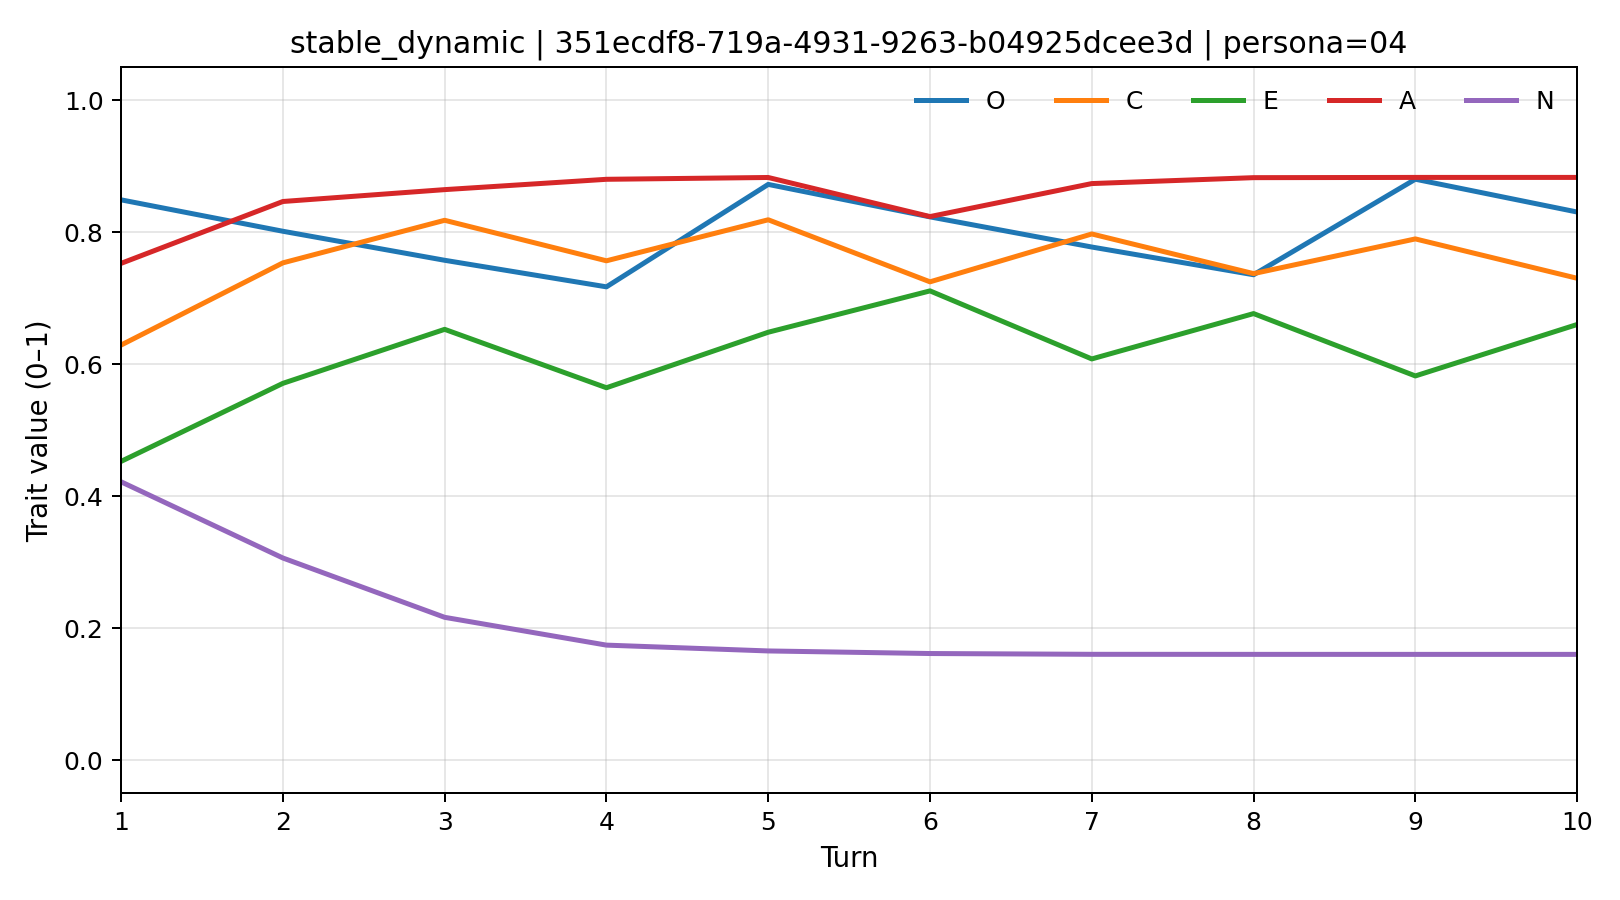 stable_dynamic | 351ecdf8-719a-4931-9263-b04925dcee3d | persona=04
O C E A N
Trait value (0–1)
1.0
0.8
0.6
0.4
0.2
0.0
1 2 3 4 5 6 7 8 9 10
Turn